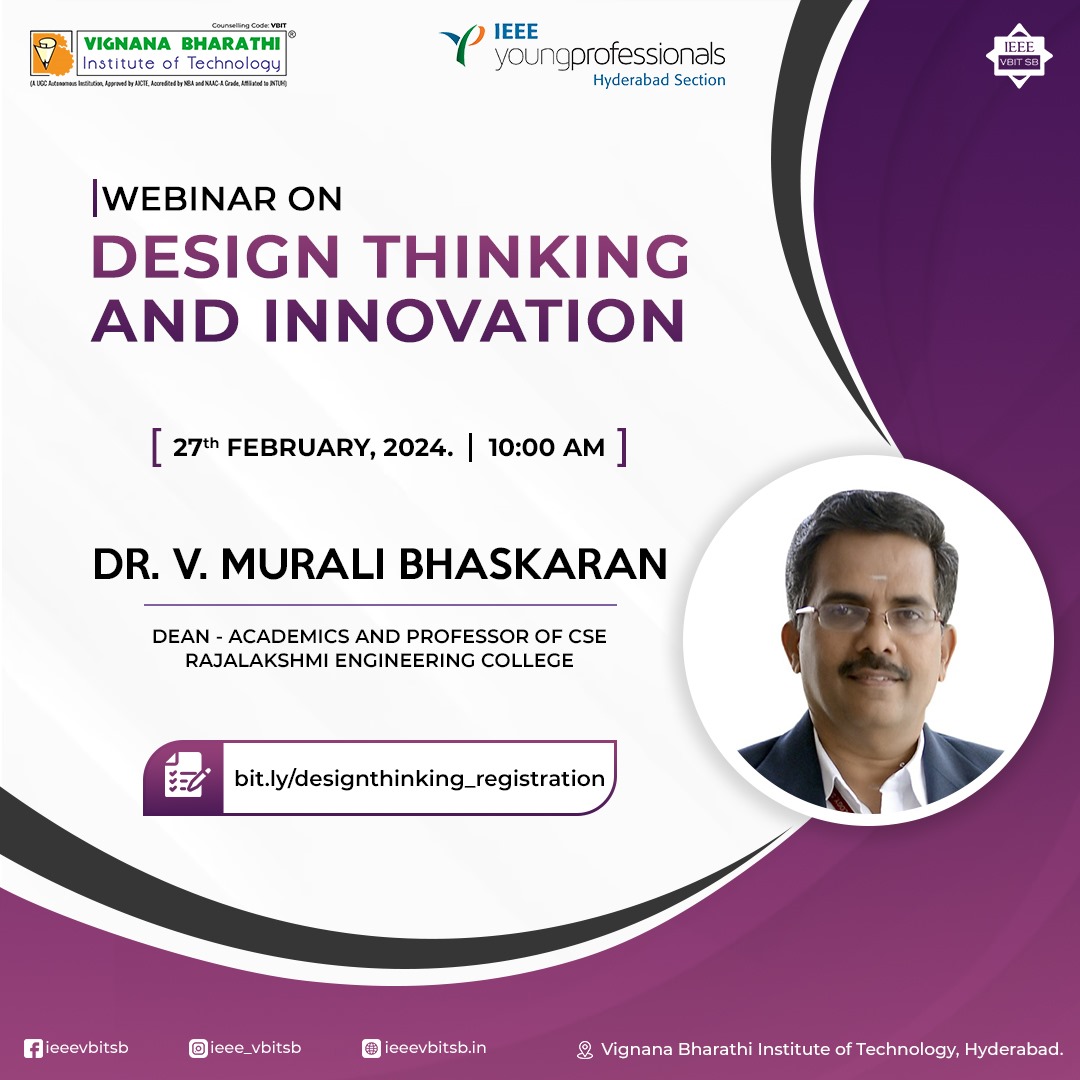 Counselling Code: VBIT
VIGNANA BHARATHI®
Institute of Technology
(A UGC Autonomous Institution, Approved by AICTE, Accredited by NBA and NAAC-A Grade, Affiliated to JNTUH)
IEEE
youngprofessionals
Hyderabad Section
IEEE
VBIT SB
WEBINAR ON
DESIGN THINKING
AND INNOVATION
[ 27th FEBRUARY, 2024. | 10:00 AM ]
DR. V. MURALI BHASKARAN
DEAN - ACADEMICS AND PROFESSOR OF CSE
RAJALAKSHMI ENGINEERING COLLEGE
bit.ly/designthinking_registration
ieeevbitsb
ieee_vbitsb
ieeevbitsb.in
Vignana Bharathi Institute of Technology, Hyderabad.